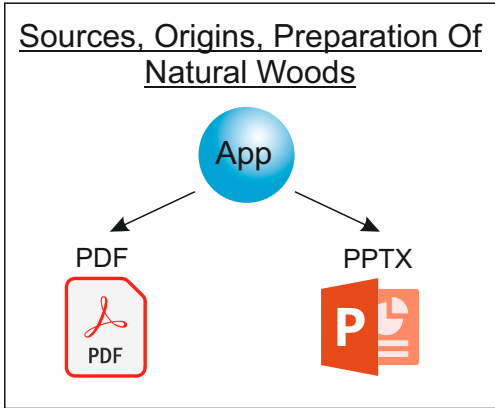 Sources, Origins, Preparation Of
Natural Woods
App
PDF
PPTX
PDF
P